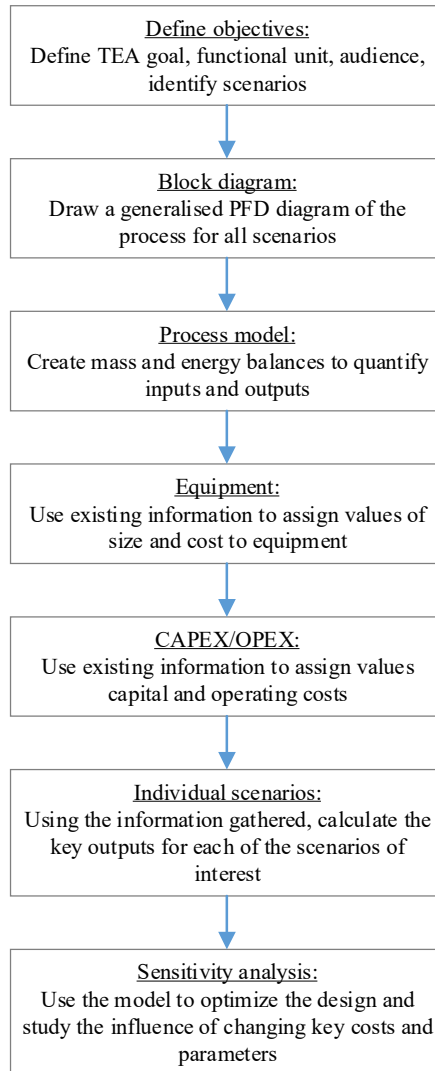 Define objectives:
Define TEA goal, functional unit, audience,
identify scenarios
Block diagram:
Draw a generalised PFD diagram of the
process for all scenarios
Process model:
Create mass and energy balances to quantify
inputs and outputs
Equipment:
Use existing information to assign values of
size and cost to equipment
CAPEX/OPEX:
Use existing information to assign values
capital and operating costs
Individual scenarios:
Using the information gathered, calculate the
key outputs for each of the scenarios of
interest
Sensitivity analysis:
Use the model to optimize the design and
study the influence of changing key costs and
parameters